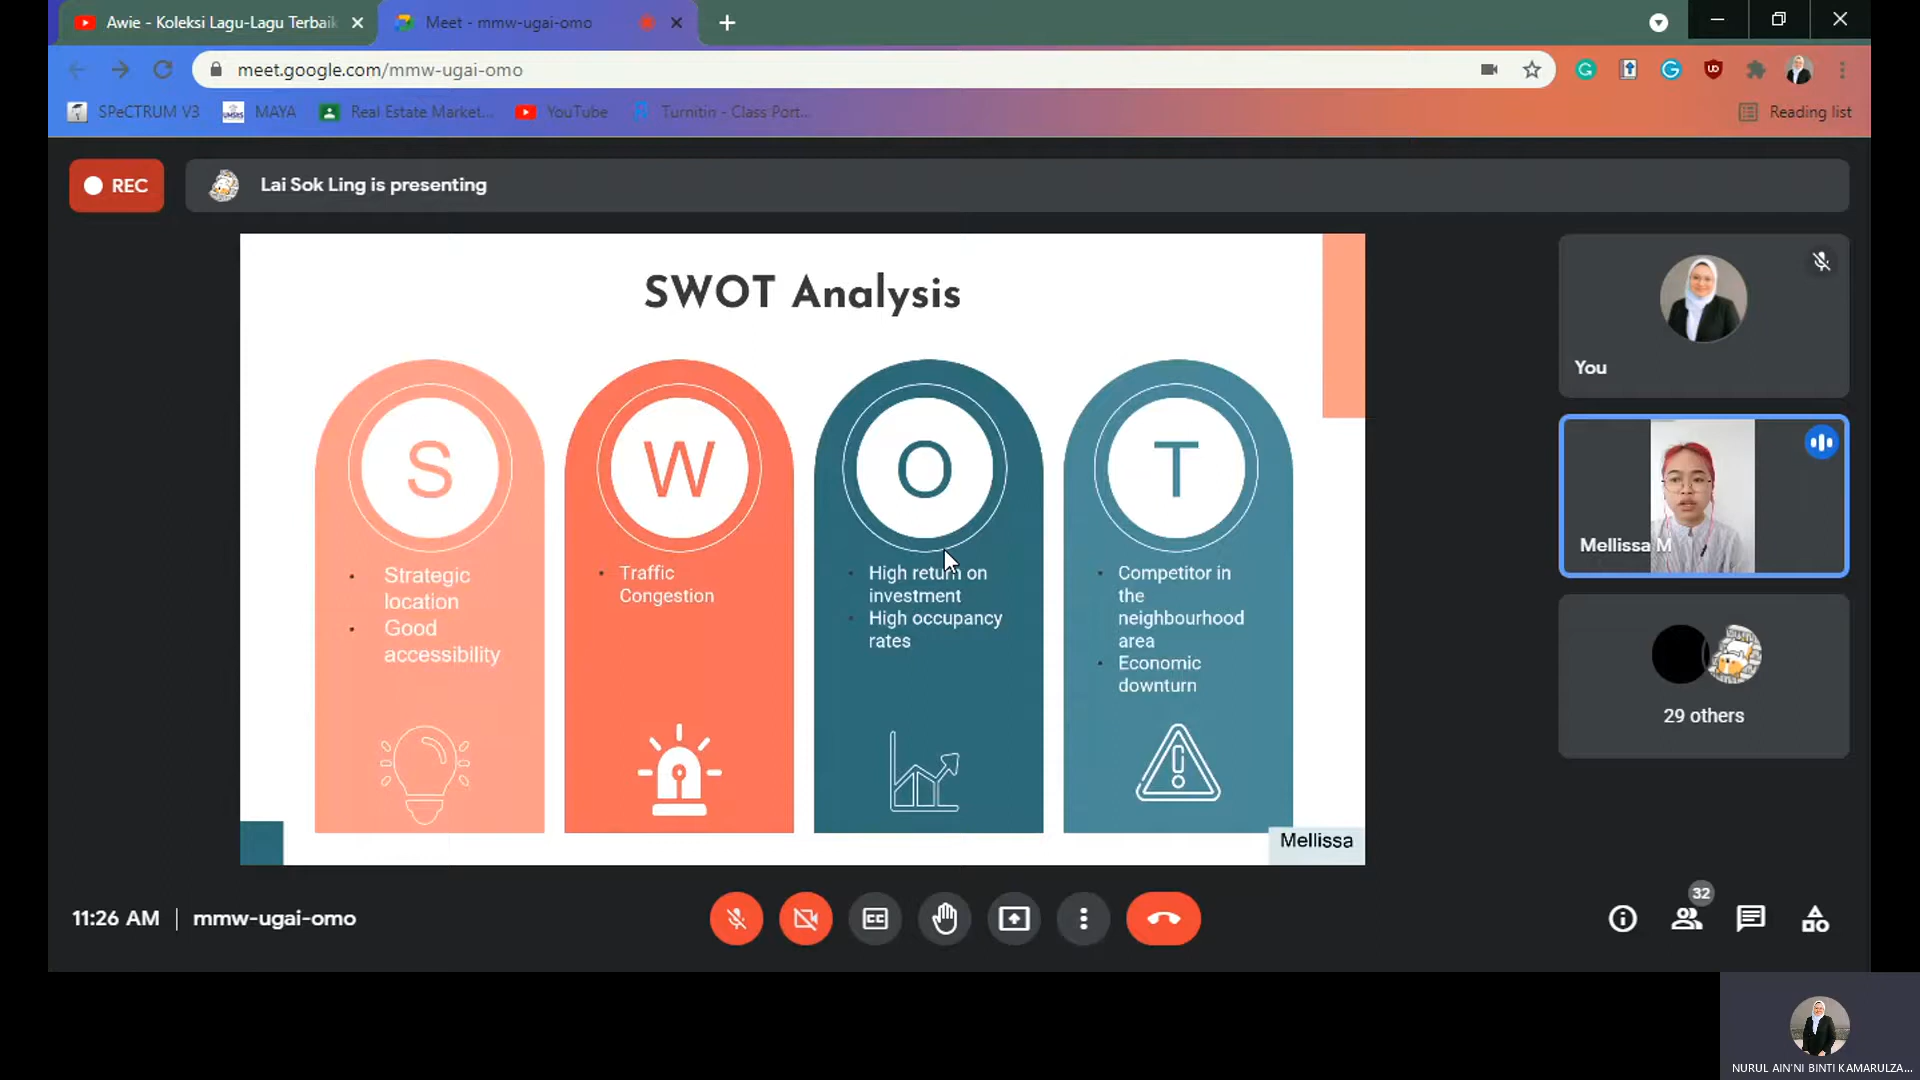 Awie - Koleksi Lagu-Lagu Terbaik
Meet - mmw-ugai-omo
meet.google.com/mmw-ugai-omo
SPeCTRUM V3
MAYA
Real Estate Market...
YouTube
Turnitin - Class Port...
Reading list
REC
Lai Sok Ling is presenting
SWOT Analysis
S
W
O
T
Strategic
location
Good
accessibility
Traffic
Congestion
High return on
investment
High occupancy
rates
Competitor in
the
neighbourhood
area
Economic
downturn
Mellissa
You
Mellissa M
29 others
11:26 AM | mmw-ugai-omo
32
NURUL AIN'NI BINTI KAMARULZA...